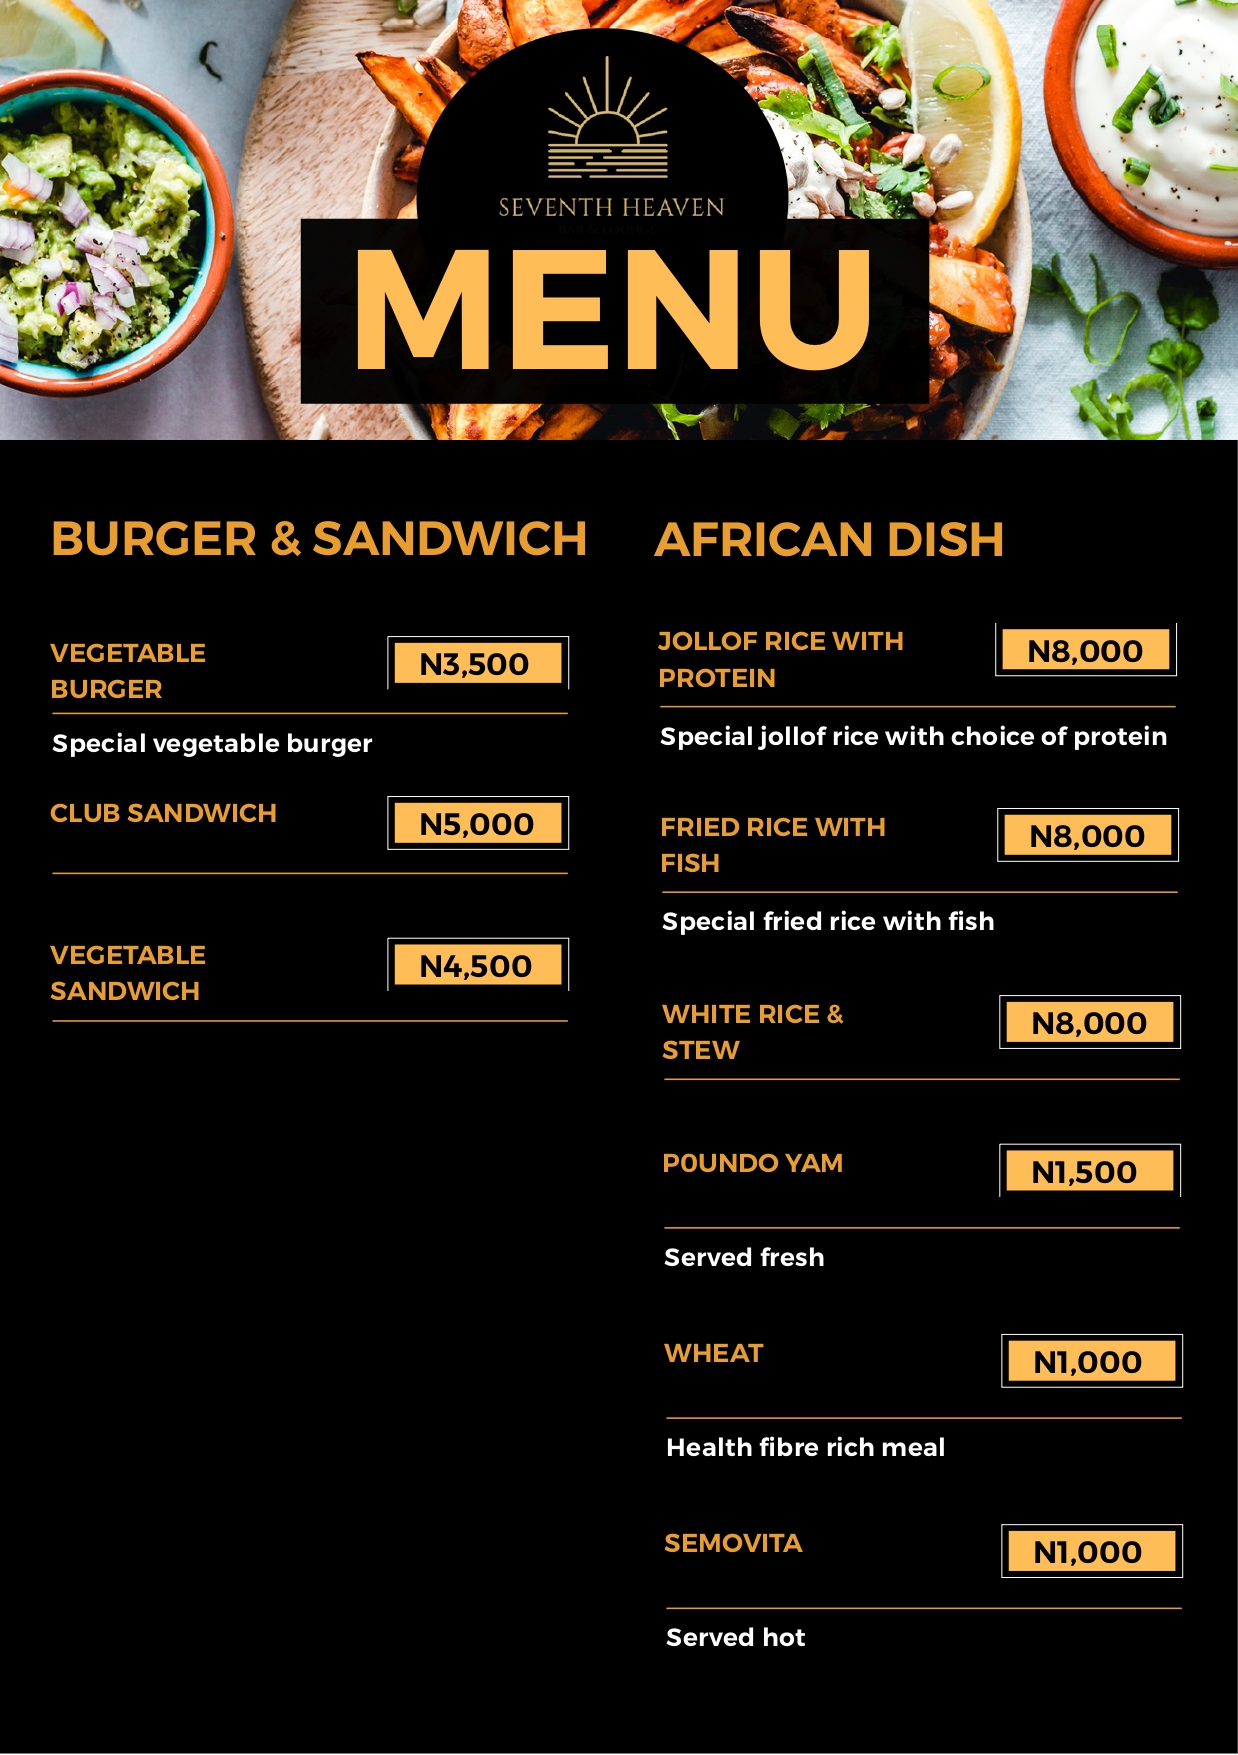 SEVENTH HEAVEN
BAR & LOUNGE
MENU
BURGER & SANDWICH
VEGETABLE
BURGER
N3,500
Special vegetable burger
CLUB SANDWICH
N5,000
VEGETABLE
SANDWICH
N4,500
AFRICAN DISH
JOLLOF RICE WITH
PROTEIN
N8,000
Special jollof rice with choice of protein
FRIED RICE WITH
FISH
N8,000
Special fried rice with fish
WHITE RICE &
STEW
N8,000
P0UNDO YAM
N1,500
Served fresh
WHEAT
N1,000
Health fibre rich meal
SEMOVITA
N1,000
Served hot